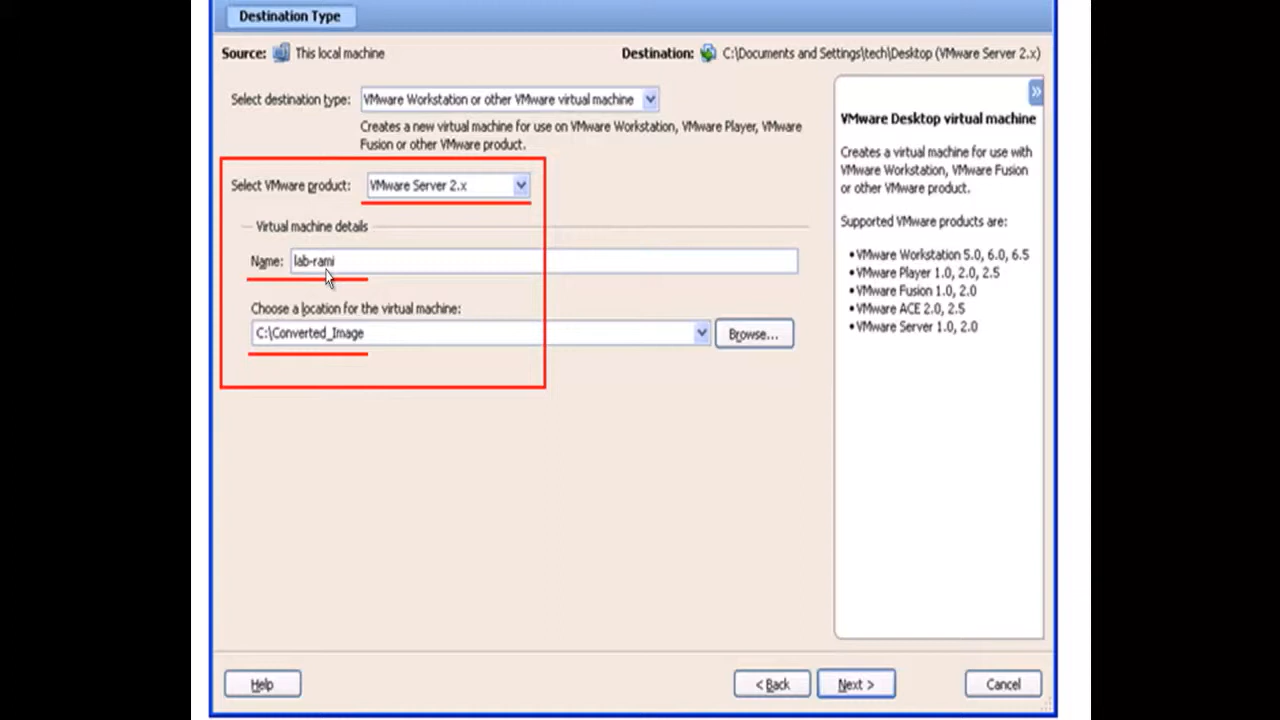 Destination Type
Source: This local machine
Destination: C:\Documents and Settings\tech\Desktop (VMware Server 2.x)
Select destination type: VMware Workstation or other VMware virtual machine
Creates a new virtual machine for use on VMware Workstation, VMware Player, VMware
Fusion or other VMware product.
Select VMware product: VMware Server 2.x
Virtual machine details
Name: lab-rami
Choose a location for the virtual machine:
C:\Converted_Image
Browse...
»
VMware Desktop virtual machine
Creates a virtual machine for use with
VMware Workstation, VMware Fusion
or other VMware product.
Supported VMware products are:
•VMware Workstation 5.0, 6.0, 6.5
•VMware Player 1.0, 2.0, 2.5
•VMware Fusion 1.0, 2.0
•VMware ACE 2.0, 2.5
•VMware Server 1.0, 2.0
Help
< Back
Next >
Cancel